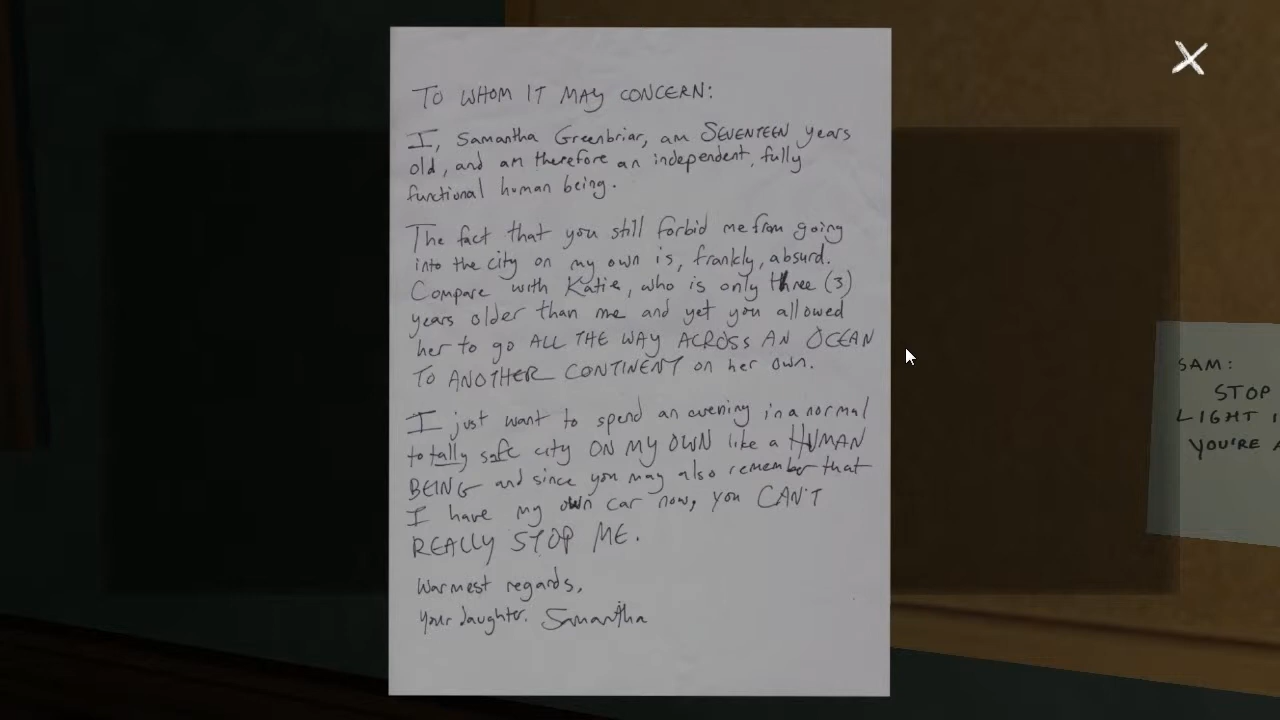 TO WHOM IT MAY CONCERN:
I, Samantha Greenbriar, am SEVENTEEN years
old, and am therefore an independent, fully
functional human being.
The fact that you still forbid me from going
into the city on my own is, frankly, absurd.
Compare with Katie, who is only three (3)
years older than me and yet you allowed
her to go ALL THE WAY ACROSS AN OCEAN
TO ANOTHER CONTINENT on her own.
I just want to spend an evening in a normal
totally safe city ON MY OWN like a HUMAN
BEING and since you may also remember that
I have my own car now, you CAN'T
REALLY STOP ME.
Warmest regards,
Your daughter. Samantha
SAM:
STOP
LIGHT
YOU'RE